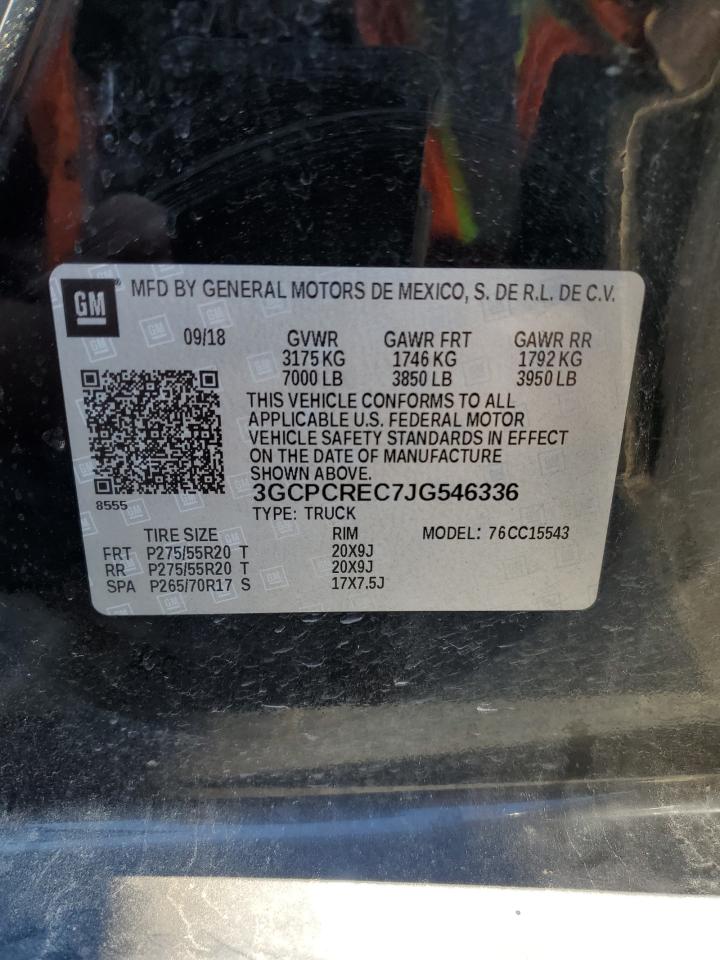 GM® MFD BY GENERAL MOTORS DE MEXICO, S. DE R.L. DE C.V.
09/18 GVWR GAWR FRT GAWR RR
3175 KG 1746 KG 1792 KG
7000 LB 3850 LB 3950 LB
THIS VEHICLE CONFORMS TO ALL
APPLICABLE U.S. FEDERAL MOTOR
VEHICLE SAFETY STANDARDS IN EFFECT
ON THE DATE OF MANUFACTURE
SHOWN ABOVE.
8555 3GCPCREC7JG546336
TYPE: TRUCK
TIRE SIZE RIM MODEL: 76CC15543
FRT P275/55R20 T 20X9J
RR P275/55R20 T 20X9J
SPA P265/70R17 S 17X7.5J